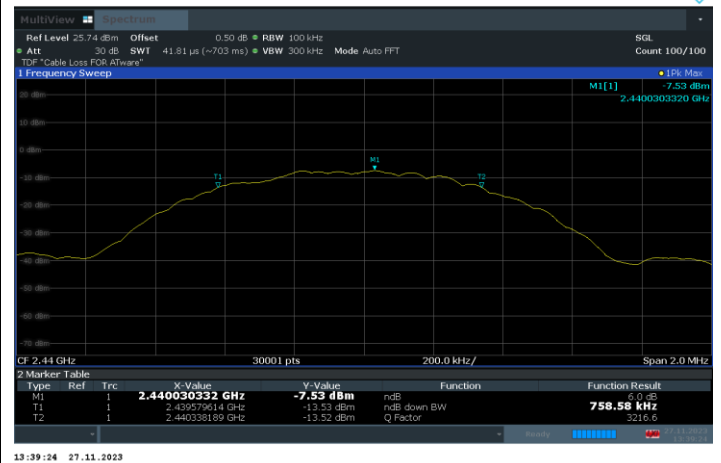 MultiView Spectrum
Ref Level 25.74 dBm Offset 0.50 dB RBW 100 kHz SGL
Att 30 dB SWT 41.81 µs (~703 ms) VBW 300 kHz Mode Auto FFT Count 100/100
TDF "Cable Loss FOR ATware"
1 Frequency Sweep 1Pk Max
M1[1] -7.53 dBm
2.4400303320 GHz
20 dBm
10 dBm
0 dBm
M1
T1 T2
-10 dBm
-20 dBm
-30 dBm
-40 dBm
-50 dBm
-60 dBm
-70 dBm
CF 2.44 GHz 30001 pts 200.0 kHz/ Span 2.0 MHz
2 Marker Table
Type Ref Trc X-Value Y-Value Function Function Result
M1 1 2.440030332 GHz -7.53 dBm ndB 6.0 dB
T1 1 2.439579614 GHz -13.53 dBm ndB down BW 758.58 kHz
T2 1 2.440338189 GHz -13.52 dBm Q Factor 3216.6
Ready 27.11.2023
13:39:24
13:39:24 27.11.2023